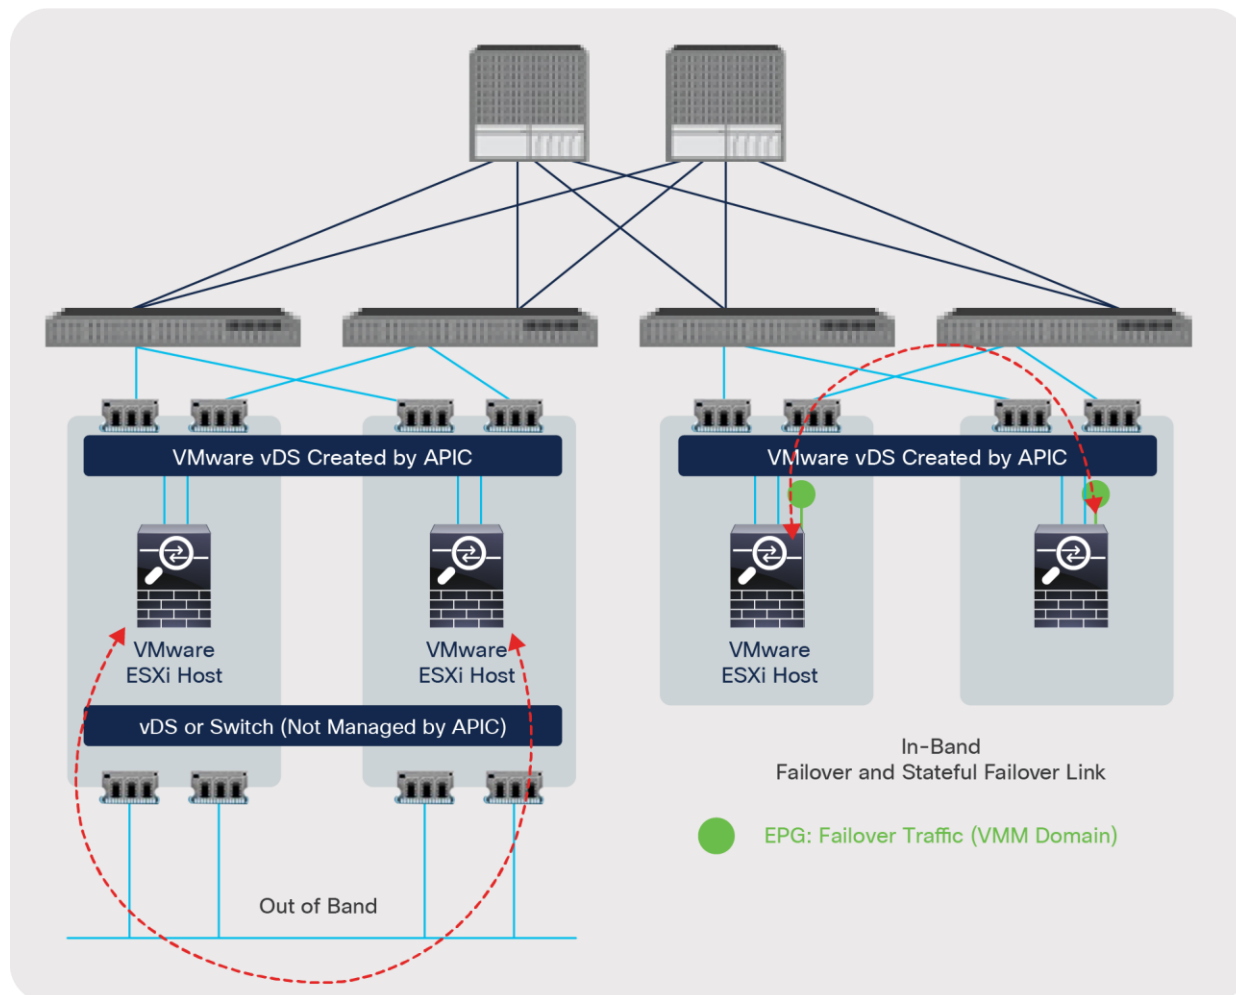 VMware vDS Created by APIC
VMware vDS Created by APIC
VMware
ESXi Host
VMware
ESXi Host
VMware
ESXi Host
vDS or Switch (Not Managed by APIC)
In-Band
Failover and Stateful Failover Link
EPG: Failover Traffic (VMM Domain)
Out of Band